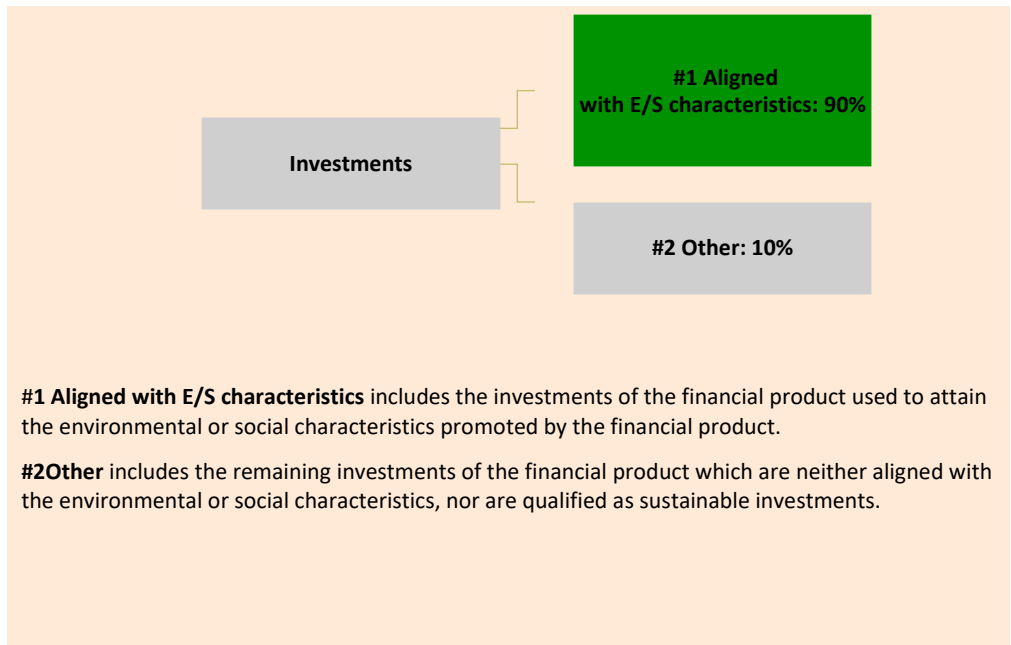 #1 Aligned
with E/S characteristics: 90%
Investments
#2 Other: 10%
#1 Aligned with E/S characteristics includes the investments of the financial product used to attain
the environmental or social characteristics promoted by the financial product.
#2Other includes the remaining investments of the financial product which are neither aligned with
the environmental or social characteristics, nor are qualified as sustainable investments.